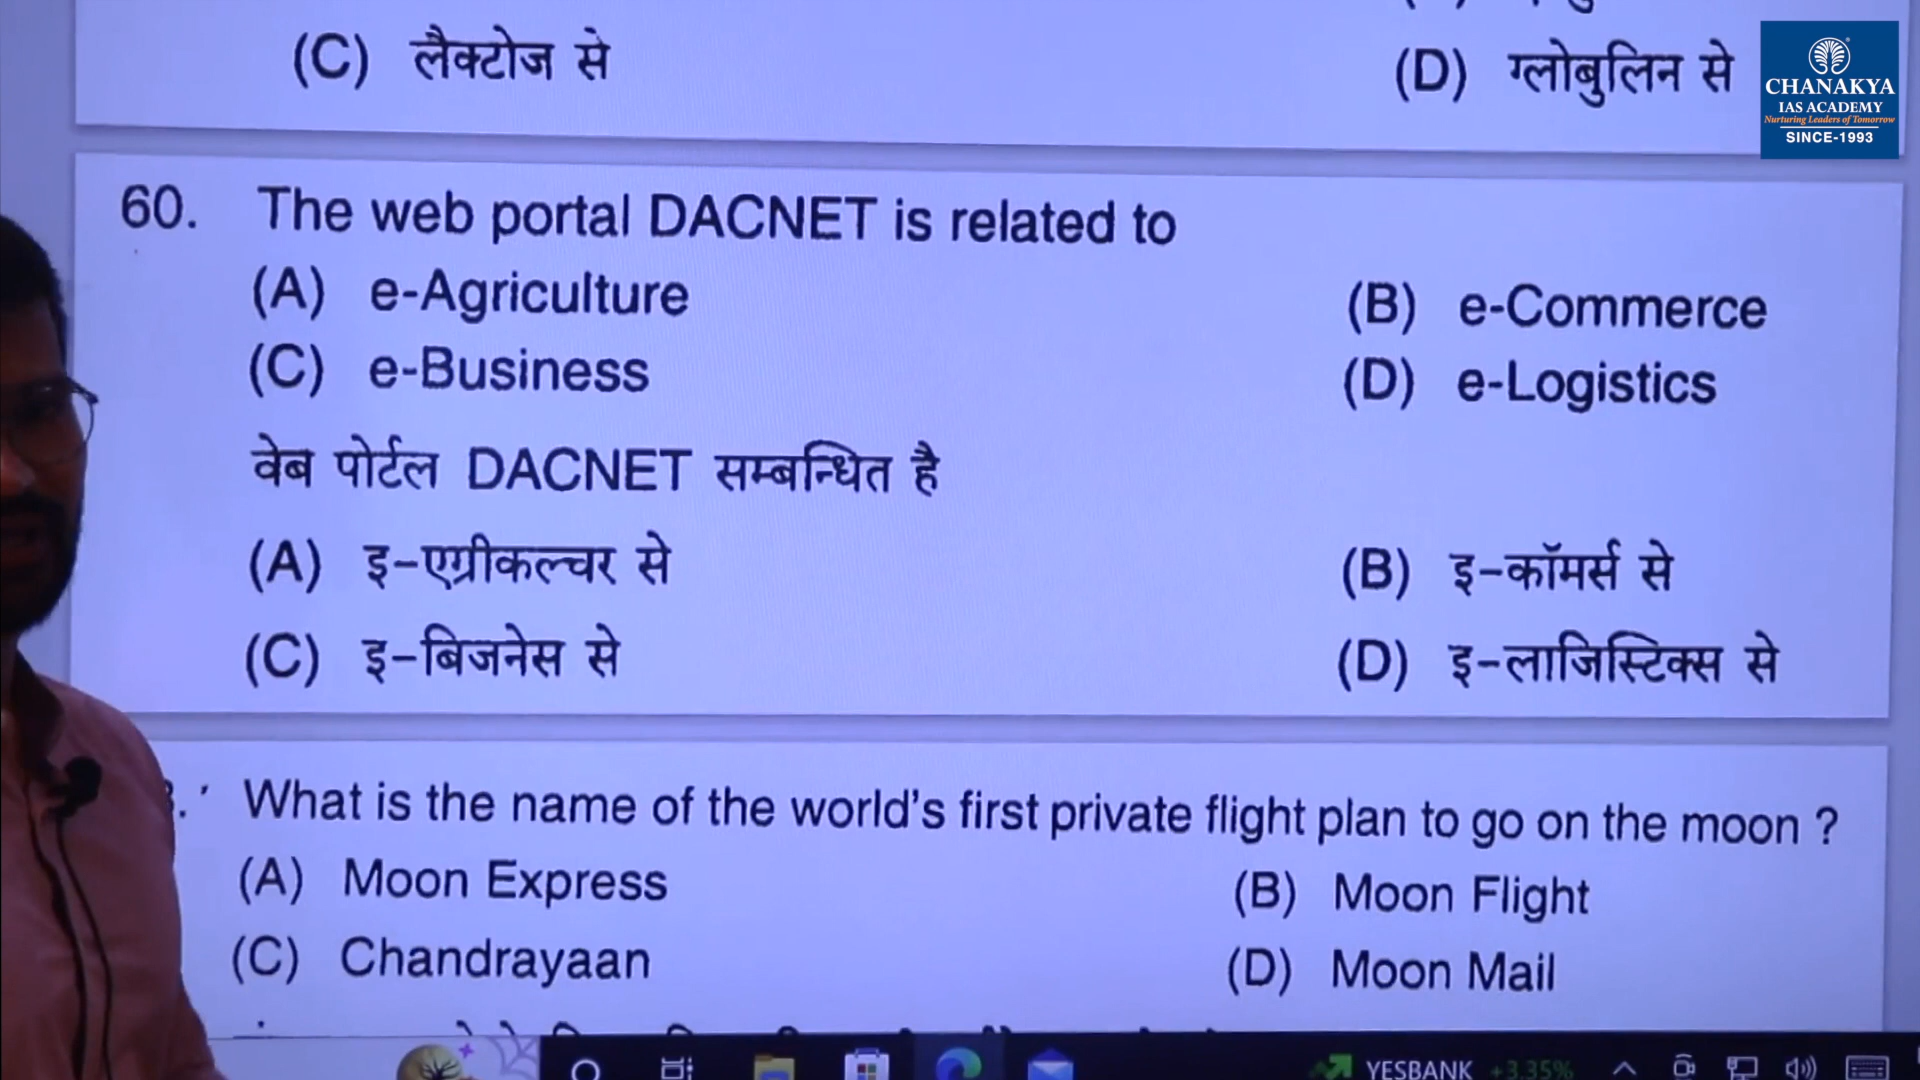 (C) लैक्टोज से
(D) ग्लोबुलिन से
CHANAKYA
IAS ACADEMY
Nurturing Leaders of Tomorrow
SINCE-1993
60. The web portal DACNET is related to
(A) e-Agriculture
(B) e-Commerce
(C) e-Business
(D) e-Logistics
वेब पोर्टल DACNET सम्बन्धित है
(A) इ-एग्रीकल्चर से
(B) इ-कॉमर्स से
(C) इ-बिजनेस से
(D) इ-लाजिस्टिक्स से
What is the name of the world's first private flight plan to go on the moon ?
(A) Moon Express
(B) Moon Flight
(C) Chandrayaan
(D) Moon Mail
YESBANK +3.35%